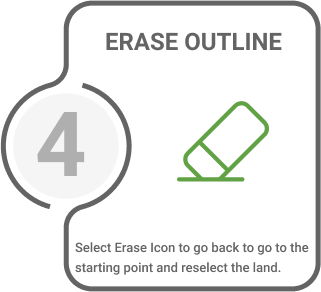 ERASE OUTLINE
4
Select Erase Icon to go back to go to the
starting point and reselect the land.